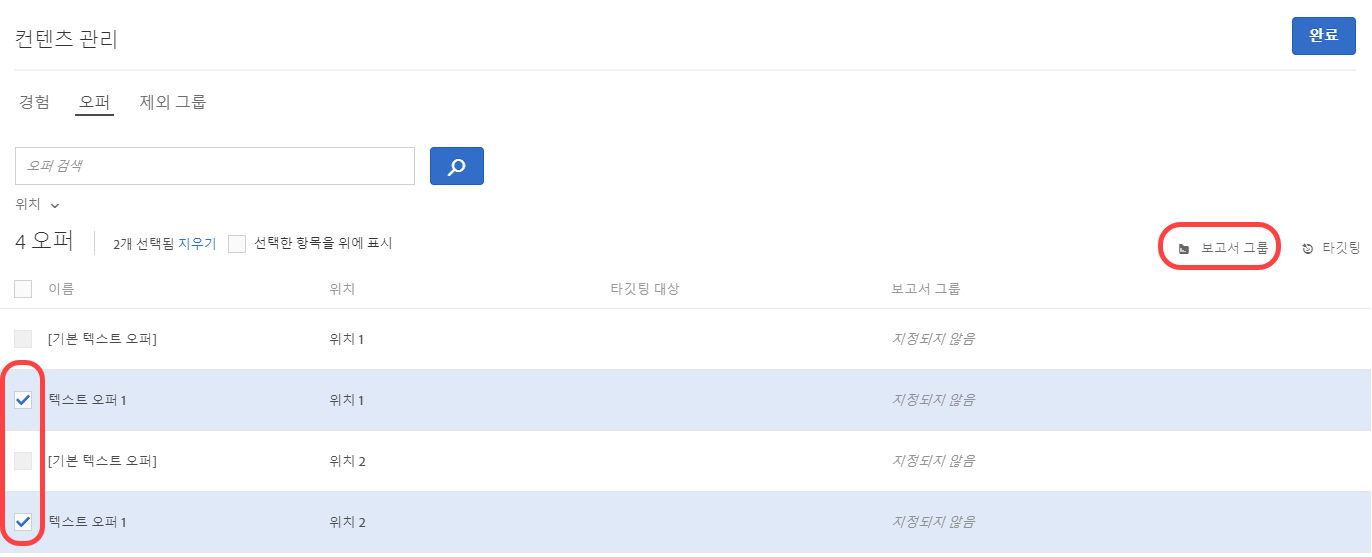 컨텐츠 관리
완료
경험 오퍼 제외 그룹
오퍼 검색
위치
4 오퍼 2개 선택됨 지우기 선택한 항목을 위에 표시 보고서 그룹 타깃팅
이름 위치 타깃팅 대상 보고서 그룹
[기본 텍스트 오퍼] 위치 1 지정되지 않음
텍스트 오퍼 1 위치 1 지정되지 않음
[기본 텍스트 오퍼] 위치 2 지정되지 않음
텍스트 오퍼 1 위치 2 지정되지 않음